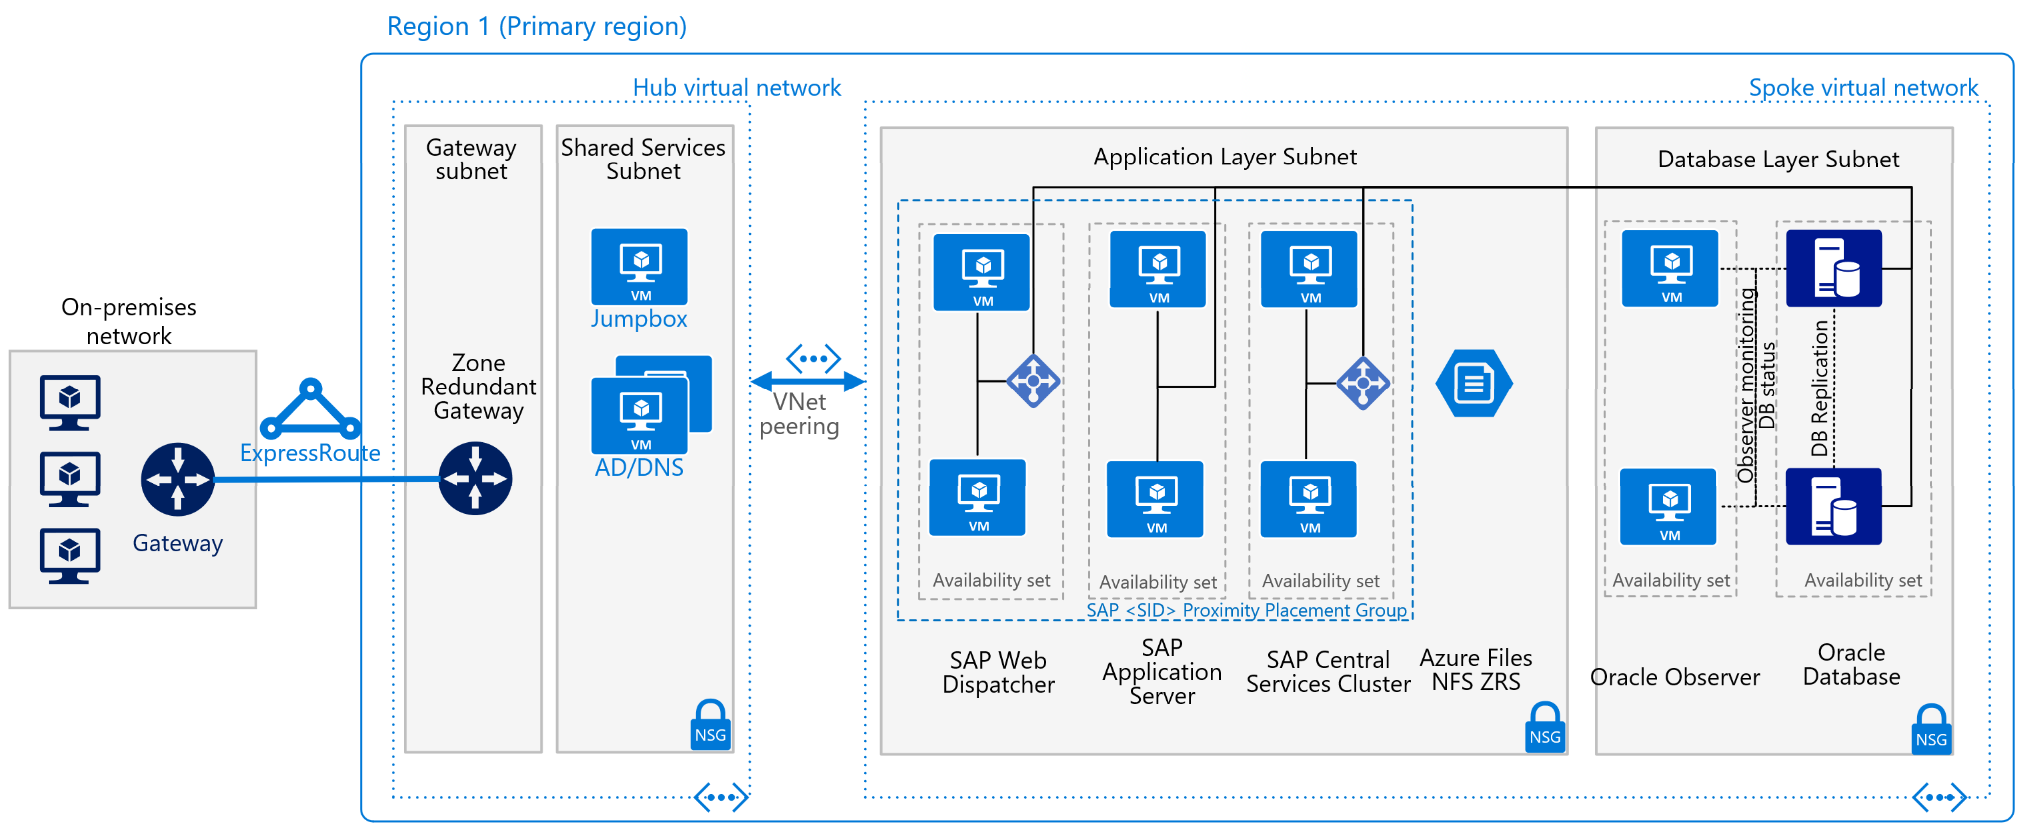 Region 1 (Primary region)
Hub virtual network
Spoke virtual network
On-premises
network
Gateway
ExpressRoute
Gateway
subnet
Zone
Redundant
Gateway
Shared Services
Subnet
VM
Jumpbox
VM
AD/DNS
NSG
VNet
peering
Application Layer Subnet
VM
VM
VM
VM
VM
VM
Availability set
Availability set
Availability set
SAP <SID> Proximity Placement Group
SAP Web
Dispatcher
SAP
Application
Server
SAP Central
Services Cluster
Azure Files
NFS ZRS
NSG
Database Layer Subnet
VM
VM
Observer monitoring
DB status
DB Replication
Availability set
Availability set
Oracle Observer
Oracle
Database
NSG